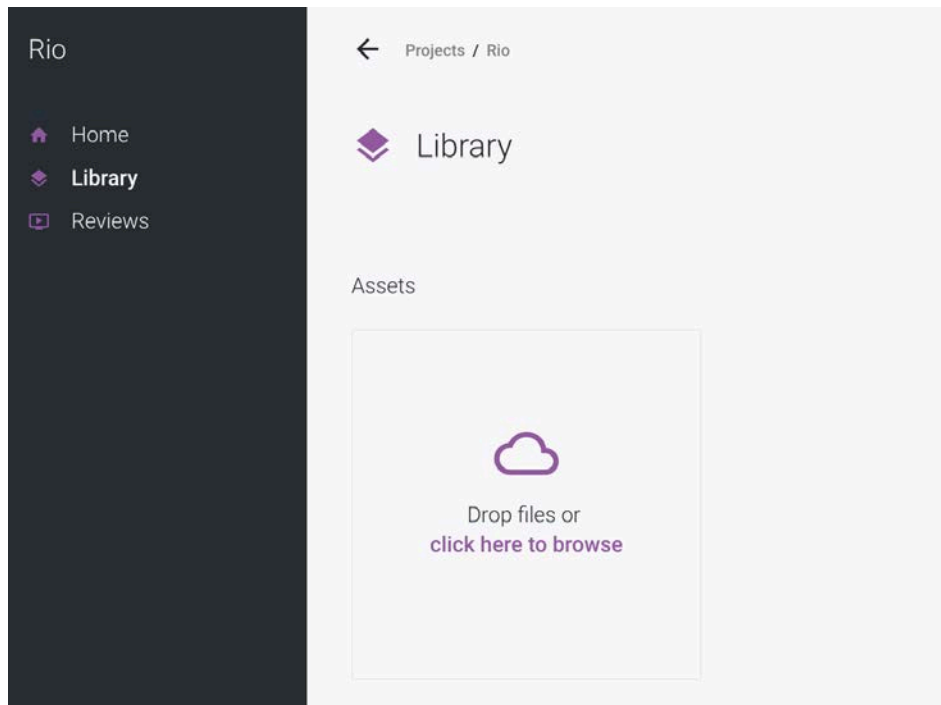 Rio
Home
Library
Reviews
Projects / Rio
Library
Assets
Drop files or
click here to browse